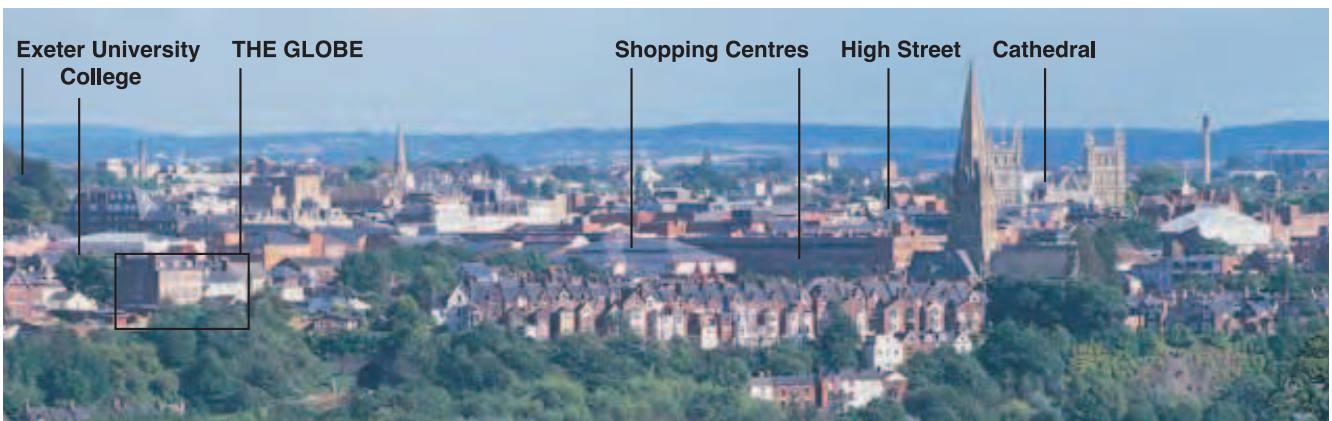 Exeter University
College
THE GLOBE
Shopping Centres
High Street
Cathedral